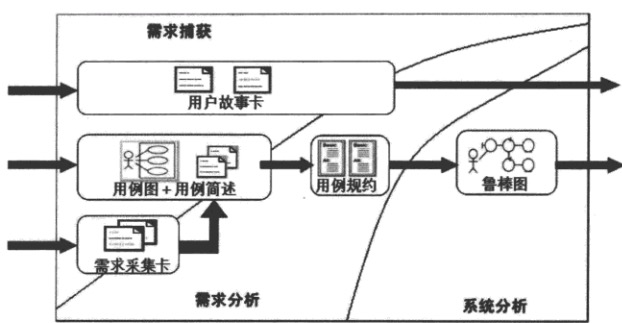 需求捕获
用户故事卡
用例图+用例简述
用例规约
鲁棒图
需求采集卡
需求分析
系统分析